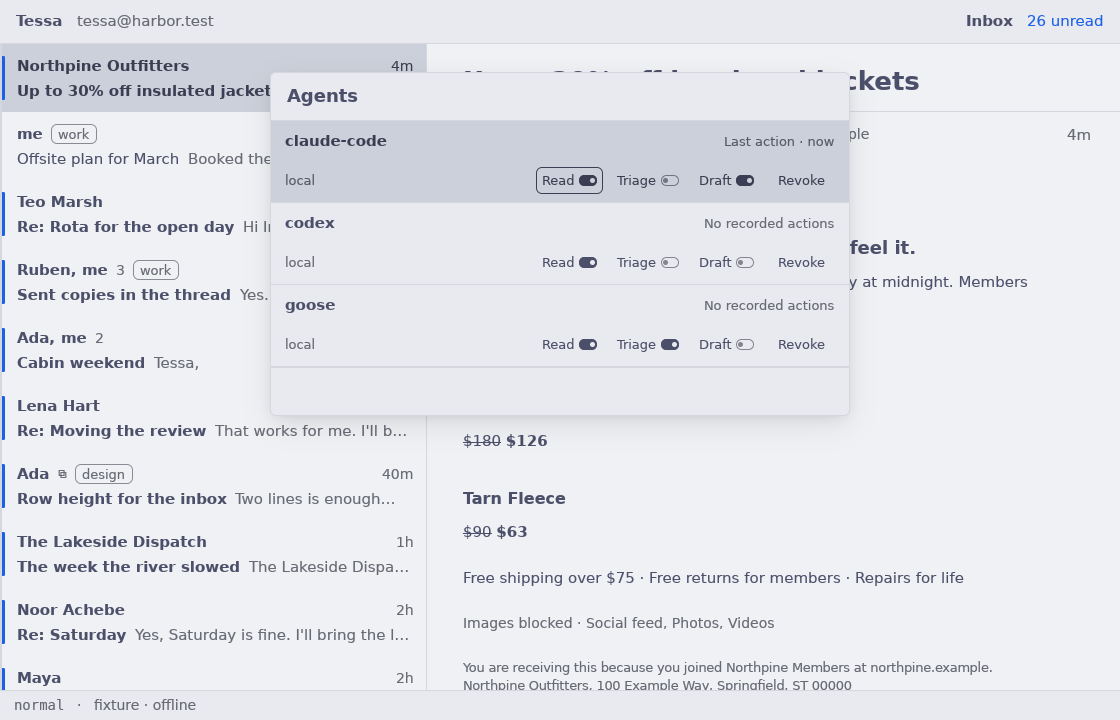 Tessa tessa@harbor.test Inbox 26 unread
Northpine Outfitters 4m
Up to 30% off insulated jacket
me work
Offsite plan for March Booked the
Teo Marsh
Re: Rota for the open day Hi
Ruben, me 3 work
Sent copies in the thread Yes.
Ada, me 2
Cabin weekend Tessa,
Lena Hart
Re: Moving the review That works for me. I'll b…
Ada design 40m
Row height for the inbox Two lines is enough…
The Lakeside Dispatch 1h
The week the river slowed The Lakeside Dispa…
Noor Achebe 2h
Re: Saturday Yes, Saturday is fine. I'll bring the l…
Maya 2h
Agents
claude-code Last action · now
local Read Triage Draft Revoke
codex No recorded actions
local Read Triage Draft Revoke
goose No recorded actions
local Read Triage Draft Revoke
ckets
ple 4m
feel it.
y at midnight. Members
$180 $126
Tarn Fleece
$90 $63
Free shipping over $75 · Free returns for members · Repairs for life
Images blocked · Social feed, Photos, Videos
You are receiving this because you joined Northpine Members at northpine.example.
Northpine Outfitters, 100 Example Way, Springfield, ST 00000
normal · fixture · offline